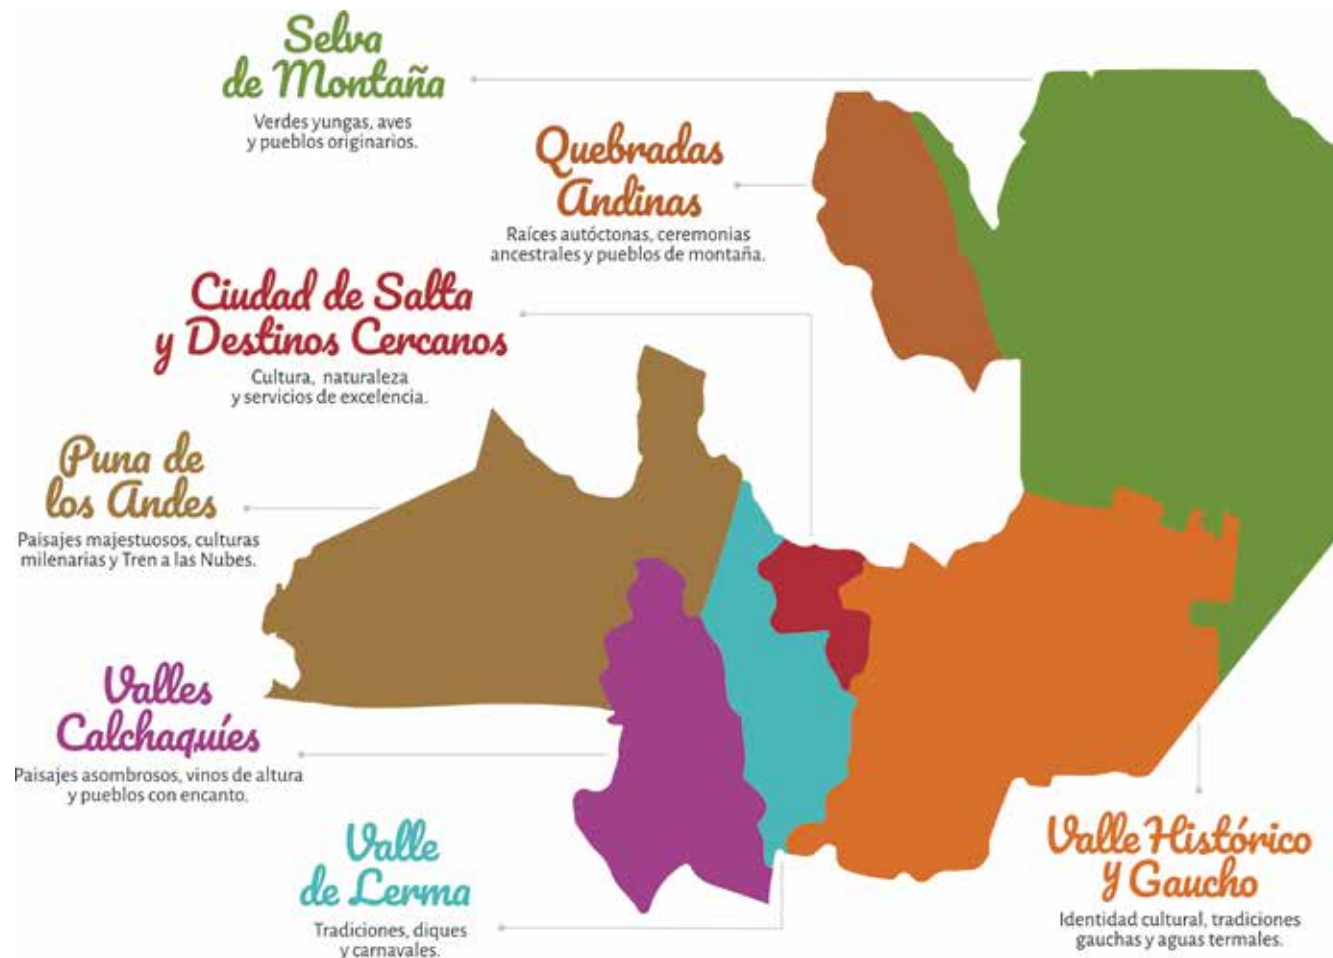 Selva
de Montaña
Verdes yungas, aves
y pueblos originarios.
Quebradas
Andinas
Raíces autóctonas, ceremonias
ancestrales y pueblos de montaña.
Ciudad de Salta
y Destinos Cercanos
Cultura, naturaleza
y servicios de excelencia.
Puna de
los Andes
Paisajes majestuosos, culturas
milenarias y Tren a las Nubes.
Valles
Calchaquíes
Paisajes asombrosos, vinos de altura
y pueblos con encanto.
Valle
de Lerma
Tradiciones, diques
y carnavales.
Valle Histórico
y Gaucho
Identidad cultural, tradiciones
gauchas y aguas termales.